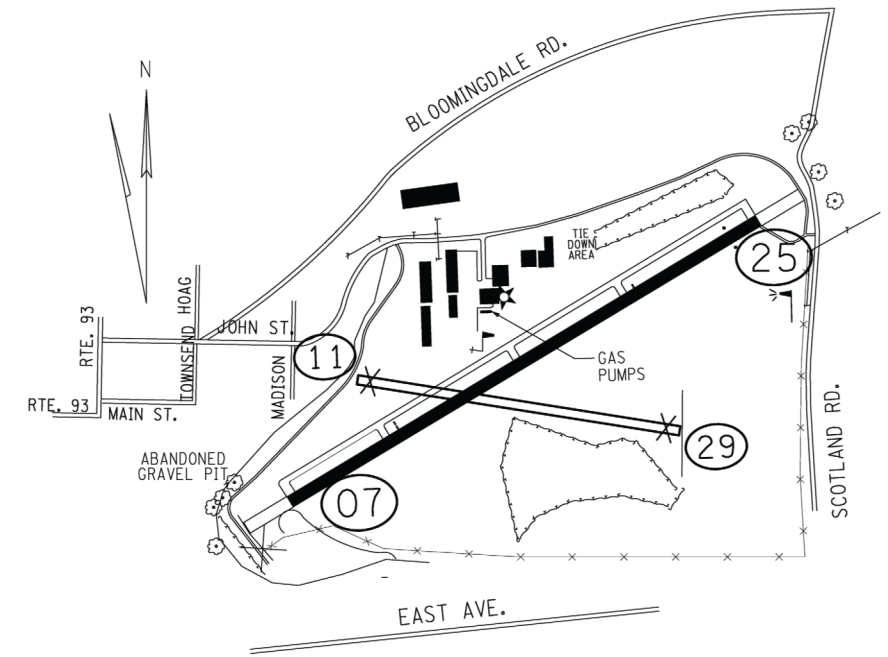 N
BLOOMINGDALE RD.
TIE
DOWN
AREA
25
RTE. 93
TOWNSEND HOAG
JOHN ST.
MADISON
11
GAS
PUMPS
RTE. 93
MAIN ST.
29
SCOTLAND RD.
ABANDONED
GRAVEL PIT
07
EAST AVE.